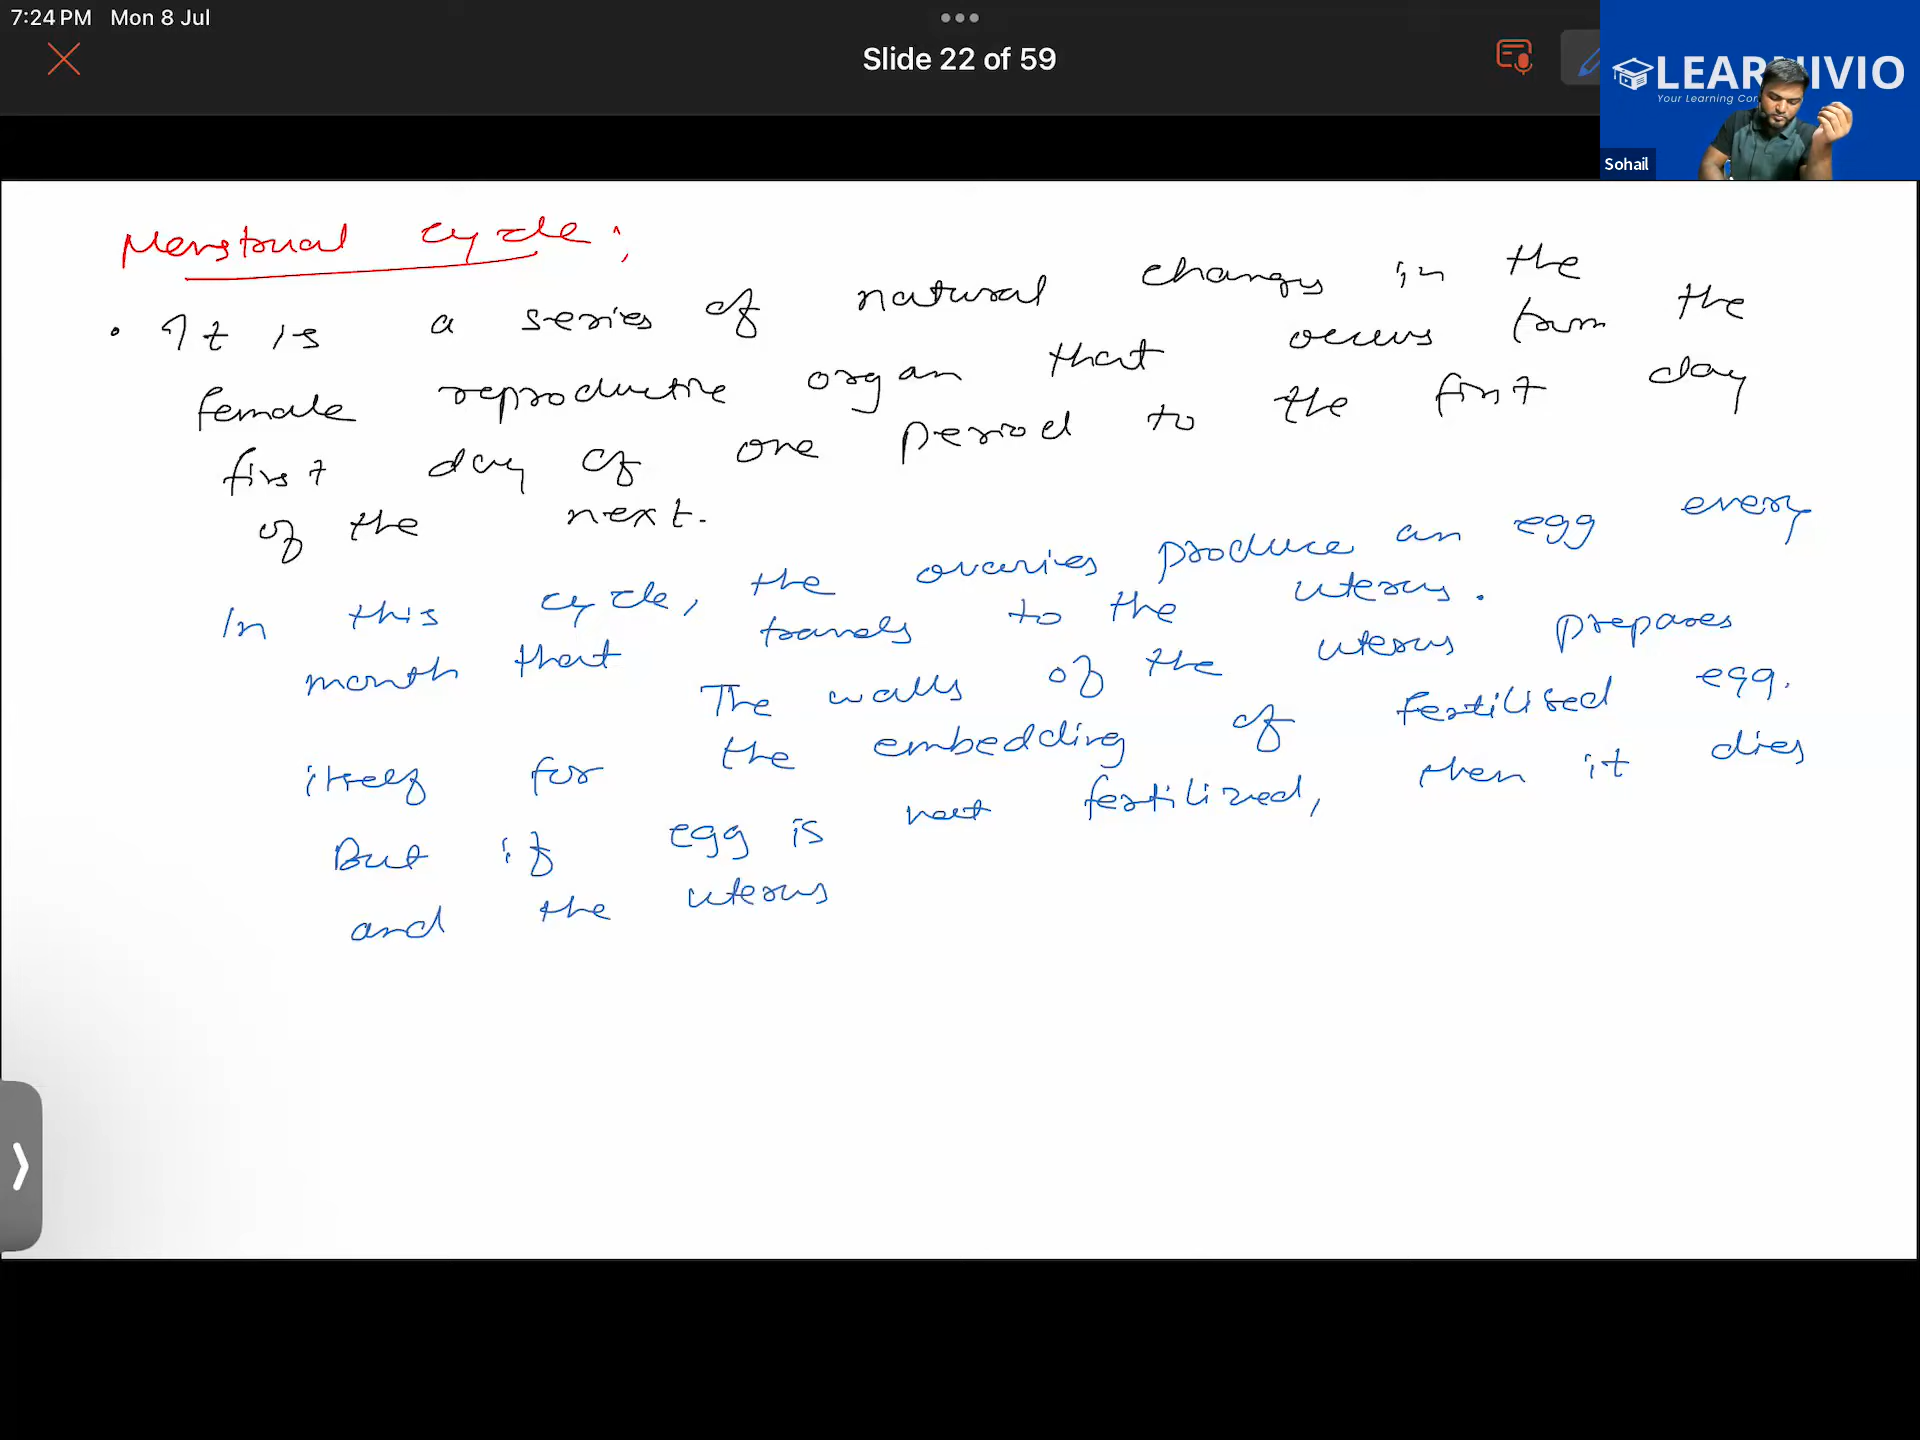 7:24 PM Mon 8 Jul
Slide 22 of 59
LEARNIVIO
Your Learning
Sohail
Menstrual cycle :
• It is a series of natural changes in the
female reproductive organ that occurs from the
first day of one period to the first day
of the next.
In this cycle, the ovaries produce an egg every
month that travels to the uterus.
The walls of the uterus prepares
itself for the embedding of fertilised egg.
But if egg is not fertilized, then it dies
and the uterus